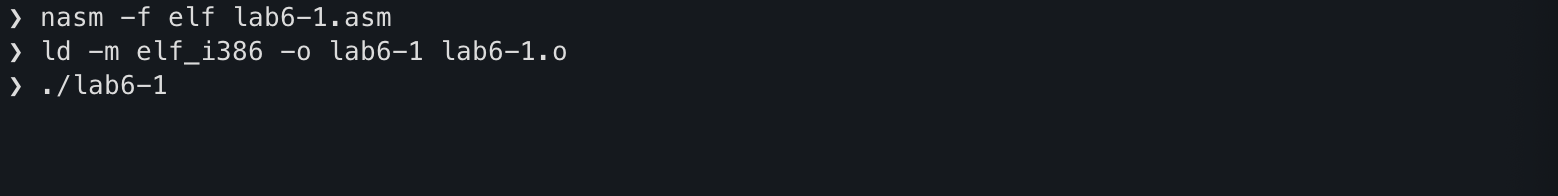 ❯ nasm -f elf lab6-1.asm
❯ ld -m elf_i386 -o lab6-1 lab6-1.o
❯ ./lab6-1